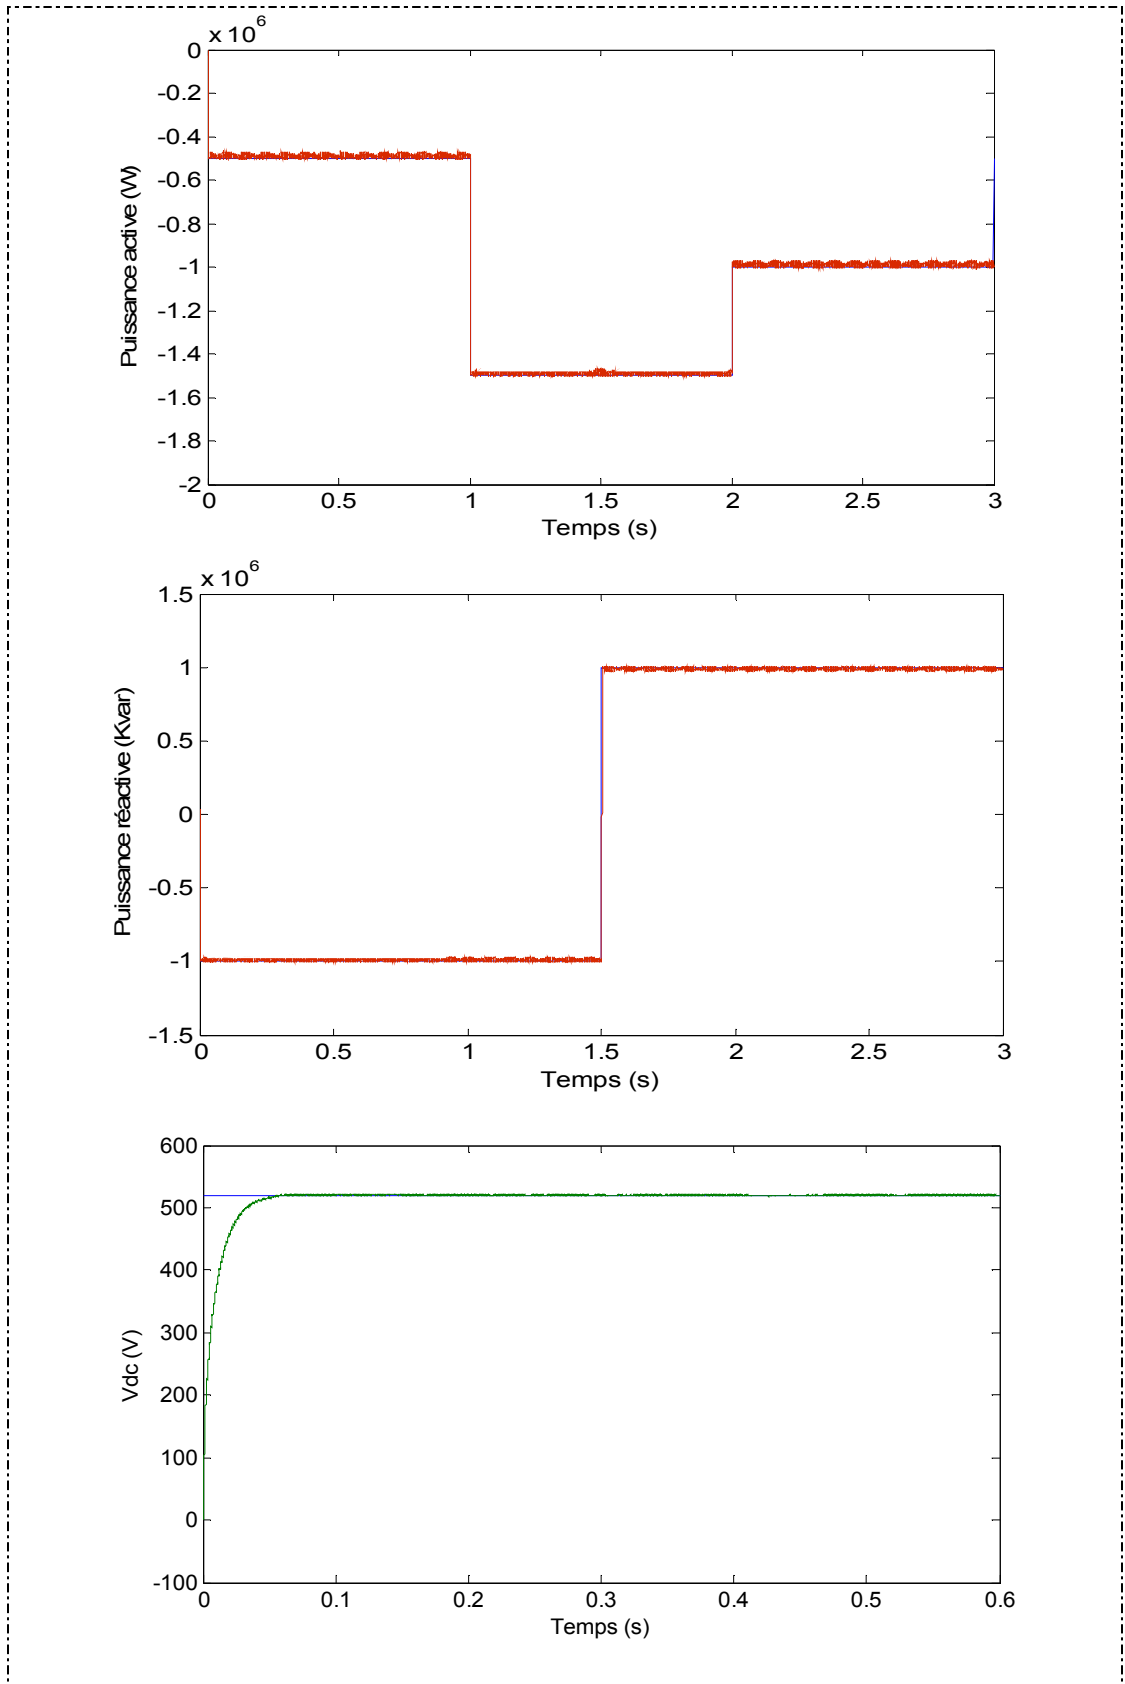 x 10^6
0
-0.2
-0.4
-0.6
-0.8
-1
-1.2
-1.4
-1.6
-1.8
-2
Puissance active (W)
0 0.5 1 1.5 2 2.5 3
Temps (s)
x 10^6
1.5
1
0.5
0
-0.5
-1
-1.5
Puissance réactive (Kvar)
0 0.5 1 1.5 2 2.5 3
Temps (s)
600
500
400
300
200
100
0
-100
Vdc (V)
0 0.1 0.2 0.3 0.4 0.5 0.6
Temps (s)